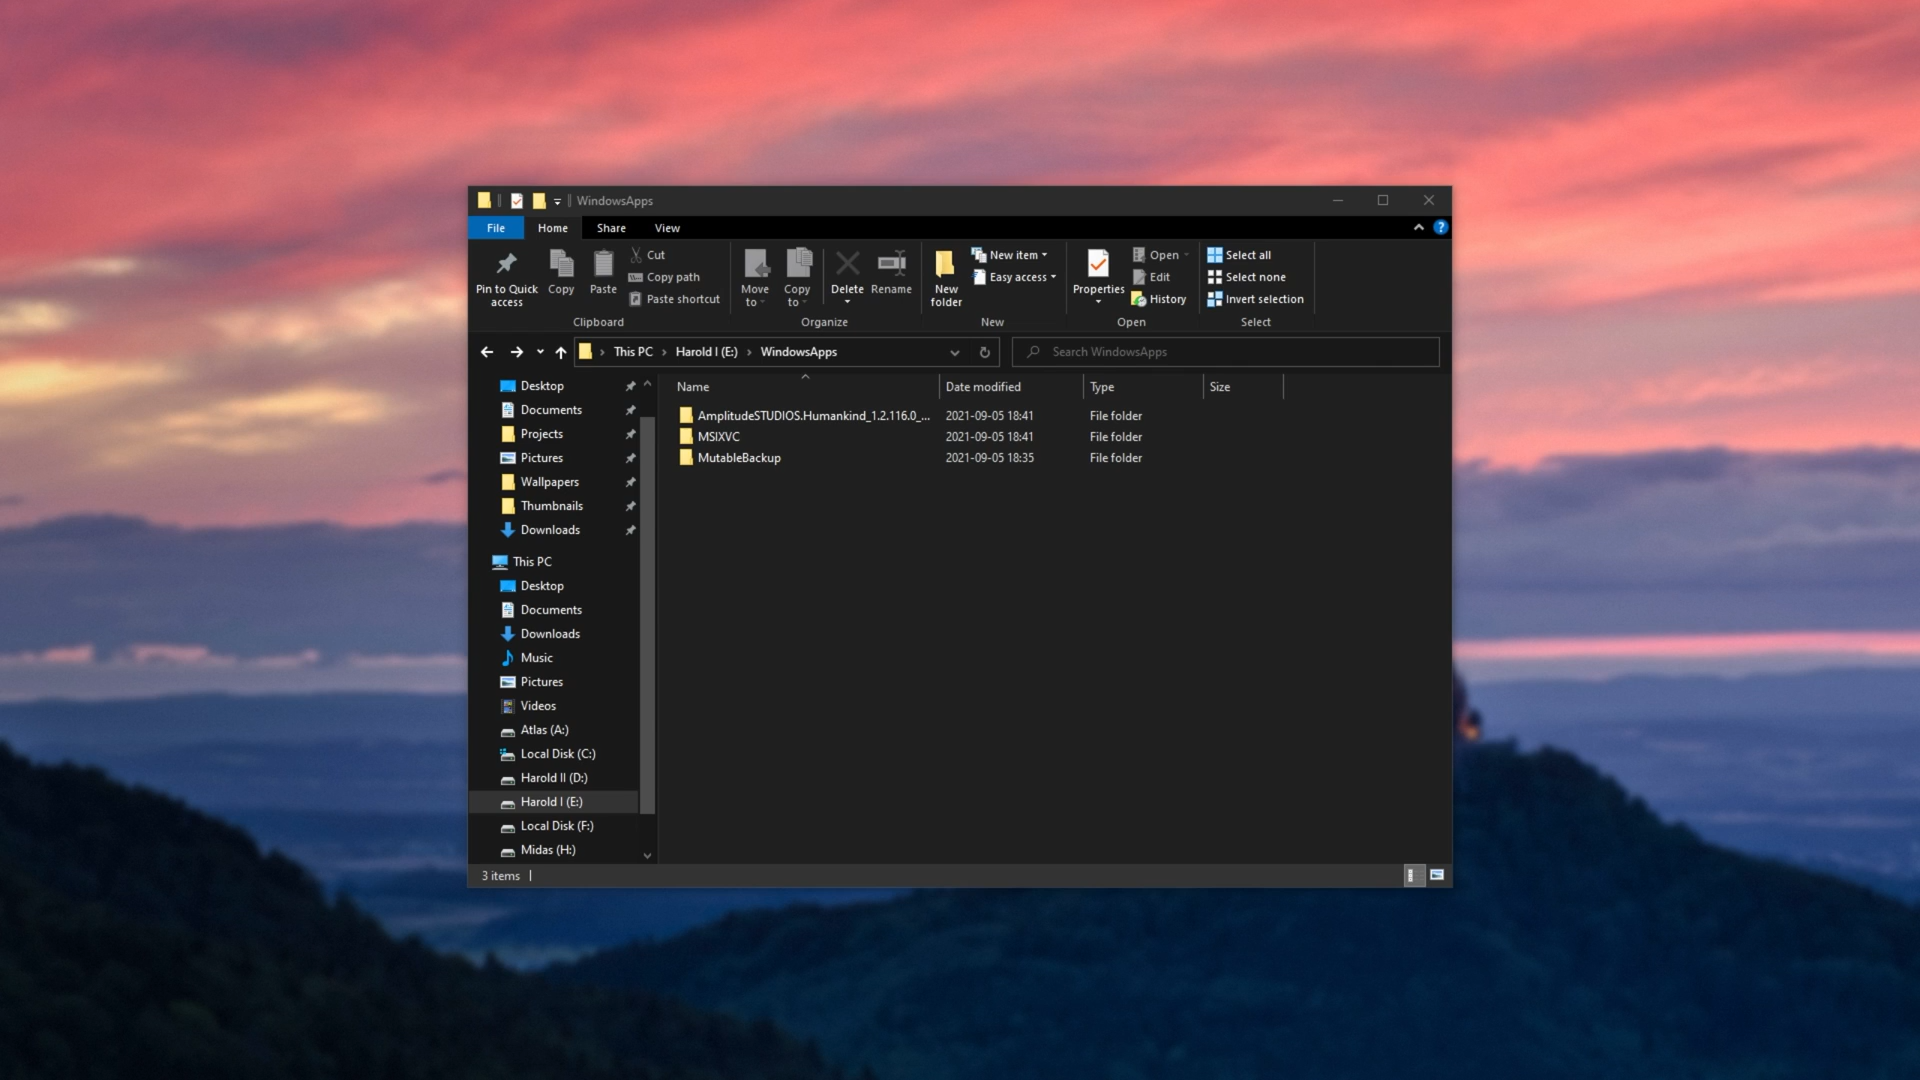 WindowsApps
File Home Share View
Pin to Quick access
Copy
Paste
Cut
Copy path
Paste shortcut
Clipboard
Move to
Copy to
Delete
Rename
Organize
New folder
New item
Easy access
New
Properties
Open
Edit
History
Open
Select all
Select none
Invert selection
Select
This PC > Harold I (E:) > WindowsApps
Search WindowsApps
Desktop
Documents
Projects
Pictures
Wallpapers
Thumbnails
Downloads
This PC
Desktop
Documents
Downloads
Music
Pictures
Videos
Atlas (A:)
Local Disk (C:)
Harold II (D:)
Harold I (E:)
Local Disk (F:)
Midas (H:)
Name Date modified Type Size
AmplitudeSTUDIOS.Humankind_1.2.116.0_... 2021-09-05 18:41 File folder
MSIXVC 2021-09-05 18:41 File folder
MutableBackup 2021-09-05 18:35 File folder
3 items